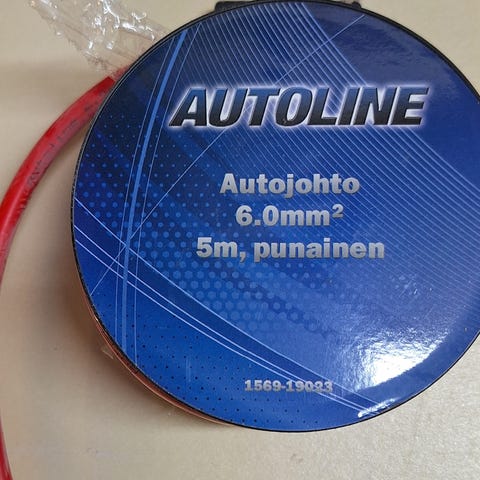 AUTOLINE
Autojohto
6.0mm²
5m, punainen
1569-19023